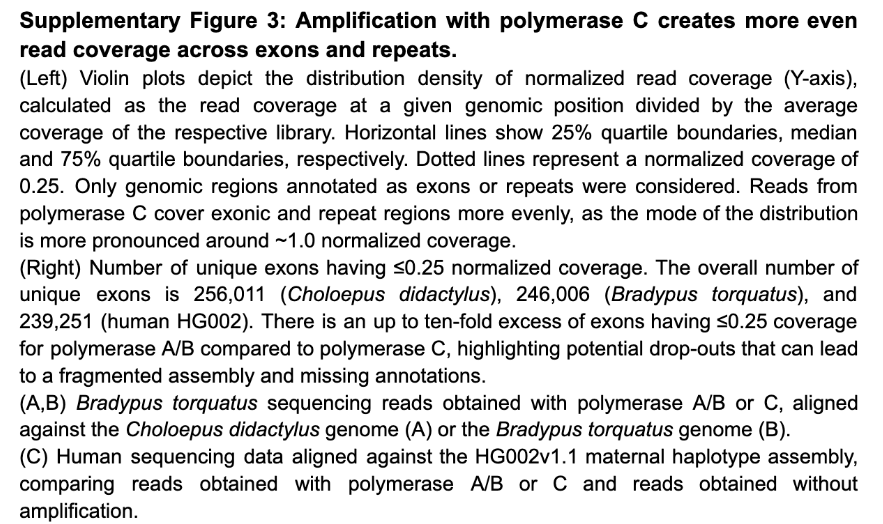 Supplementary Figure 3: Amplification with polymerase C creates more even
read coverage across exons and repeats.
(Left) Violin plots depict the distribution density of normalized read coverage (Y-axis),
calculated as the read coverage at a given genomic position divided by the average
coverage of the respective library. Horizontal lines show 25% quartile boundaries, median
and 75% quartile boundaries, respectively. Dotted lines represent a normalized coverage of
0.25. Only genomic regions annotated as exons or repeats were considered. Reads from
polymerase C cover exonic and repeat regions more evenly, as the mode of the distribution
is more pronounced around ~1.0 normalized coverage.
(Right) Number of unique exons having ≤0.25 normalized coverage. The overall number of
unique exons is 256,011 (Choloepus didactylus), 246,006 (Bradypus torquatus), and
239,251 (human HG002). There is an up to ten-fold excess of exons having ≤0.25 coverage
for polymerase A/B compared to polymerase C, highlighting potential drop-outs that can lead
to a fragmented assembly and missing annotations.
(A,B) Bradypus torquatus sequencing reads obtained with polymerase A/B or C, aligned
against the Choloepus didactylus genome (A) or the Bradypus torquatus genome (B).
(C) Human sequencing data aligned against the HG002v1.1 maternal haplotype assembly,
comparing reads obtained with polymerase A/B or C and reads obtained without
amplification.